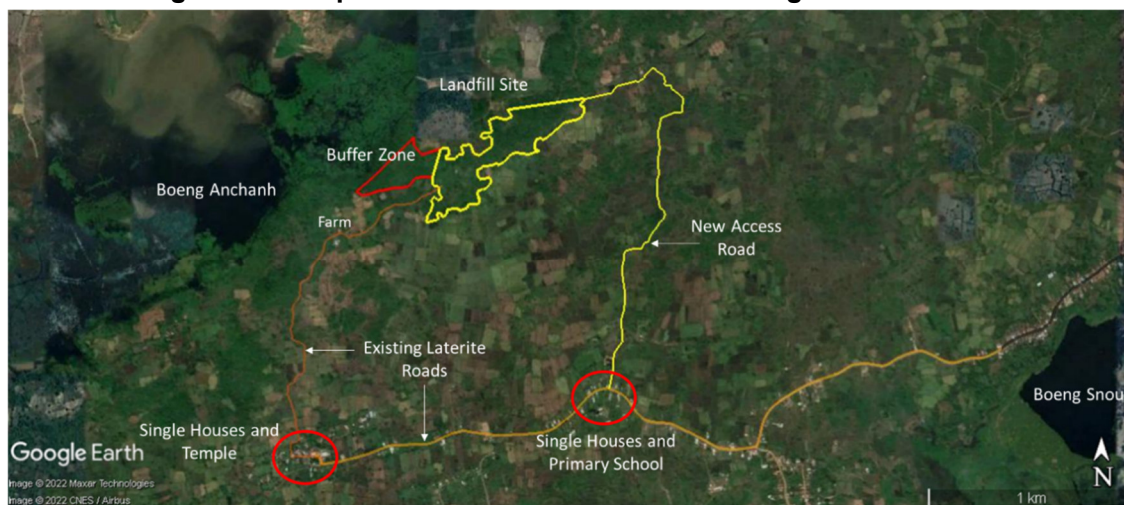 Landfill Site
Buffer Zone
Boeng Anchanh
Farm
New Access
Road
Existing Laterite
Roads
Boeng Snou
Single Houses and
Temple
Single Houses and
Primary School
Google Earth
Image © 2022 Maxar Technologies
Image © 2022 CNES / Airbus
N
1 km